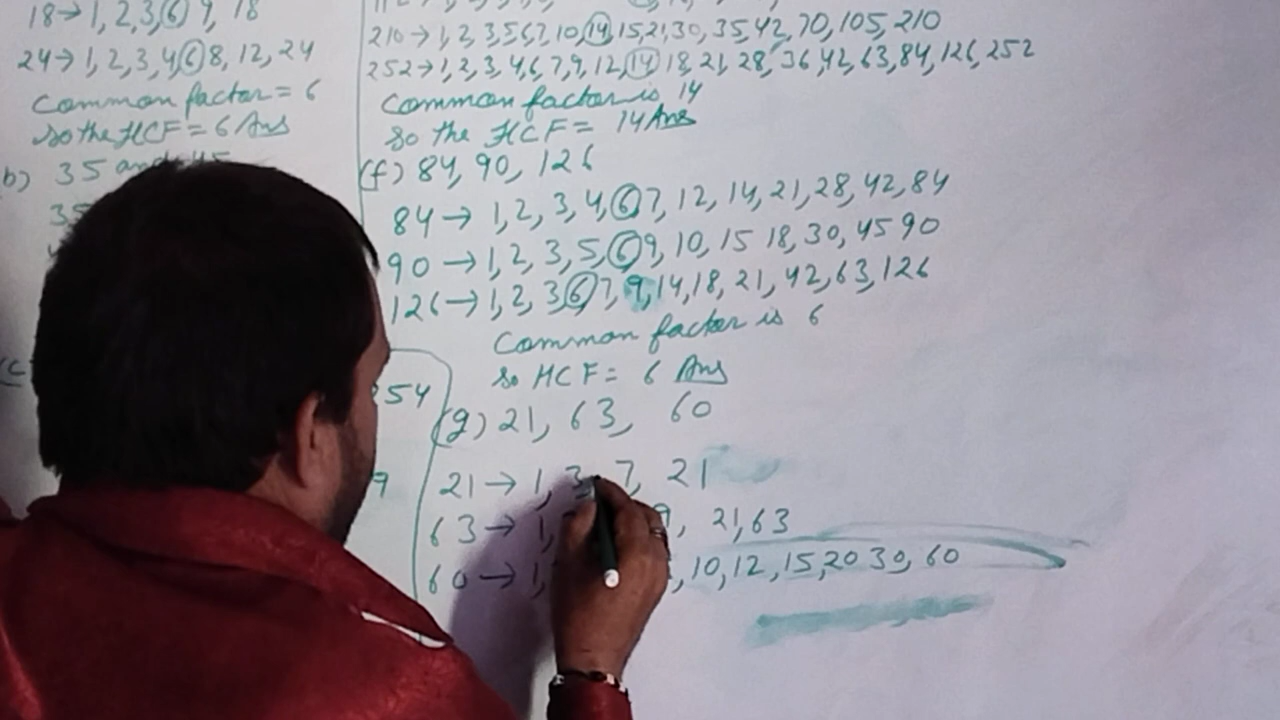 18→1,2,3,6,9, 18
24→1,2,3,4,6,8, 12, 24
Common factor = 6
So the HCF = 6 Ans
b) 35 and 45
35
54
9
210→1, 2, 3,5,6,7, 10,14,15,21,30, 35,42, 70, 105, 210
252→1, 2, 3, 4,6, 7,9, 12,14, 18, 21, 28, 36,42, 63,84, 126, 252
Common factor is 14
So the HCF = 14 Ans
(f) 84, 90, 126
84→ 1,2, 3, 4,6,7, 12, 14, 21, 28, 42, 84
90→1,2, 3, 5,6,9, 10, 15 18, 30, 45 90
126→1, 2, 3,6,7, 9,14,18, 21, 42, 63, 126
Common factor is 6
So HCF = 6 Ans
(g) 21, 63, 60
21→ 1, 3, 7, 21
63→ 1, 9, 21,63
60→1, ,10,12,15,20 30, 60